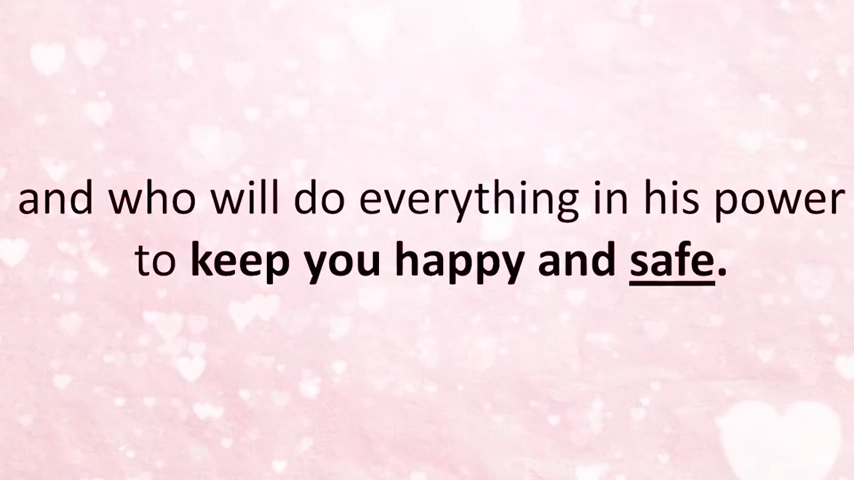 and who will do everything in his power
to keep you happy and safe.